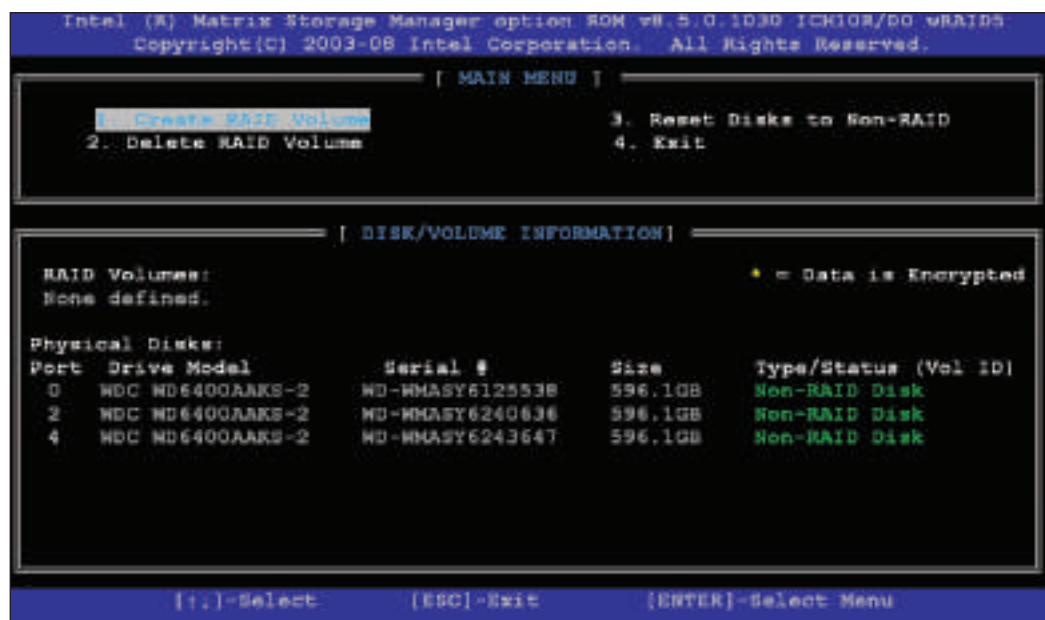 Intel (R) Matrix Storage Manager option ROM v8.5.0.1030 ICH10R/DO wRAID5
Copyright(C) 2003-08 Intel Corporation. All Rights Reserved.
[ MAIN MENU ]
1. Create RAID Volume
2. Delete RAID Volume
3. Reset Disks to Non-RAID
4. Exit
[ DISK/VOLUME INFORMATION]
RAID Volumes:
None defined.
* = Data is Encrypted
Physical Disks:
Port Drive Model Serial # Size Type/Status (Vol ID)
0 WDC WD6400AAKS-2 WD-WMASY6125538 596.1GB Non-RAID Disk
2 WDC WD6400AAKS-2 WD-WMASY6240636 596.1GB Non-RAID Disk
4 WDC WD6400AAKS-2 WD-WMASY6243647 596.1GB Non-RAID Disk
[↑↓]-Select [ESC]-Exit [ENTER]-Select Menu